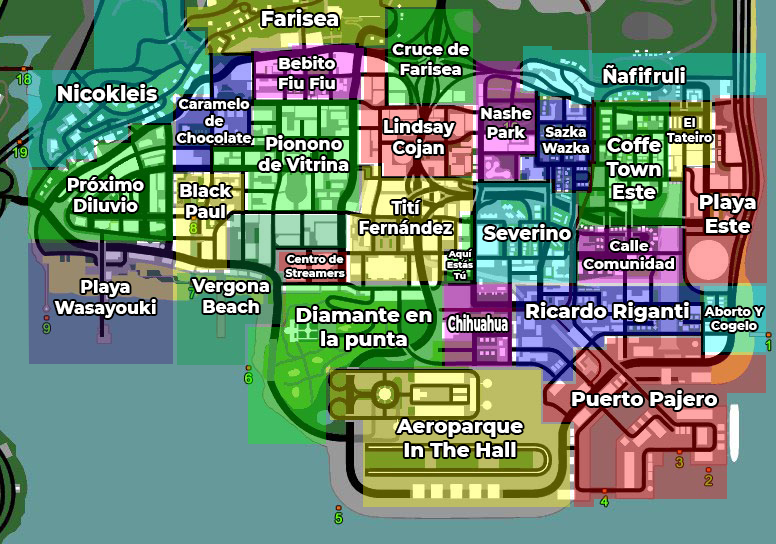 Farisea
Cruce de
Farisea
Bebito
Fiu Fiu
Ñafifruli
18
Nicokleis
Caramelo
de
Chocolate
Nashe
Park
Lindsay
Cojan
Sazka
Wazka
El
Tateiro
19
Pionono
de Vitrina
Coffe
Town
Este
Próximo
Diluvio
Black
Paul
8
Tití
Fernández
Playa
Este
Severino
Calle
Comunidad
Centro de
Streamers
Aquí
Estás
Tú
Playa
Wasayouki
7
Vergona
Beach
9
Diamante en
la punta
Chihuahua
Ricardo Riganti
Aborto Y
Cogelo
1
6
Puerto Pajero
Aeroparque
In The Hall
3
2
4
5